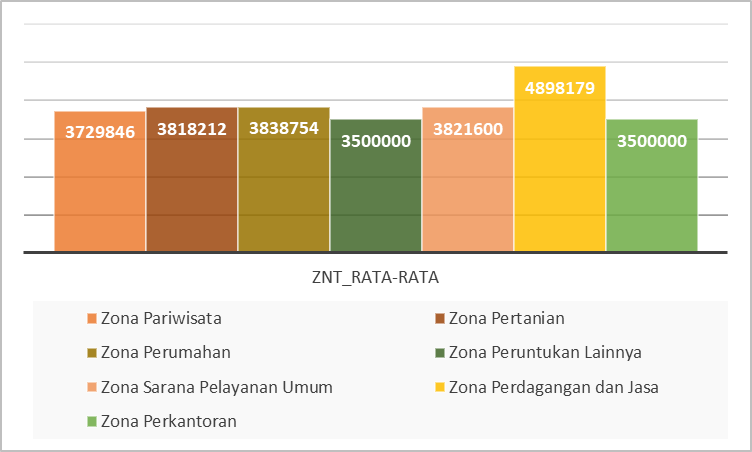 3729846 3818212 3838754 3500000 3821600 4898179 3500000
ZNT_RATA-RATA
Zona Pariwisata
Zona Pertanian
Zona Perumahan
Zona Peruntukan Lainnya
Zona Sarana Pelayanan Umum
Zona Perdagangan dan Jasa
Zona Perkantoran